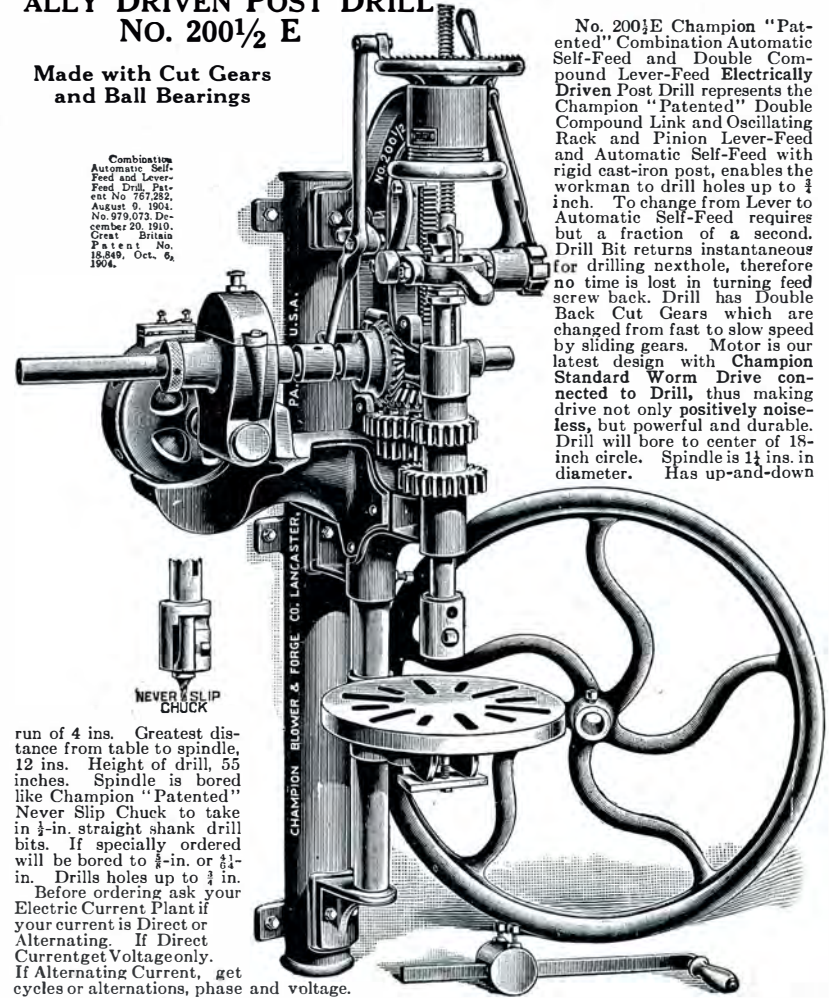 ALLY DRIVEN POST DRILL
NO. 200½ E
Made with Cut Gears
and Ball Bearings
Combination
Automatic Self-
Feed and Lever-
Feed Drill, Pat-
ent No 767,282,
August 9. 1904.
No. 979,073. De-
cember 20. 1910.
Great Britain
Patent No.
18,849, Oct. 6,
1904.
No. 200½E Champion "Pat-
ented" Combination Automatic
Self-Feed and Double Com-
pound Lever-Feed Electrically
Driven Post Drill represents the
Champion "Patented" Double
Compound Link and Oscillating
Rack and Pinion Lever-Feed
and Automatic Self-Feed with
rigid cast-iron post, enables the
workman to drill holes up to ¾
inch. To change from Lever to
Automatic Self-Feed requires
but a fraction of a second.
Drill Bit returns instantaneous
for drilling nexthole, therefore
no time is lost in turning feed
screw back. Drill has Double
Back Cut Gears which are
changed from fast to slow speed
by sliding gears. Motor is our
latest design with Champion
Standard Worm Drive con-
nected to Drill, thus making
drive not only positively noise-
less, but powerful and durable.
Drill will bore to center of 18-
inch circle. Spindle is 1¼ ins. in
diameter. Has up-and-down
No. 200½
CHAMPION BLOWER & FORGE CO. LANCASTER, PA. U.S.A.
NEVER SLIP
CHUCK
run of 4 ins. Greatest dis-
tance from table to spindle,
12 ins. Height of drill, 55
inches. Spindle is bored
like Champion "Patented"
Never Slip Chuck to take
in ½-in. straight shank drill
bits. If specially ordered
will be bored to ⅝-in. or 41/64-
in. Drills holes up to ¾ in.
Before ordering ask your
Electric Current Plant if
your current is Direct or
Alternating. If Direct
Current get Voltage only.
If Alternating Current, get
cycles or alternations, phase and voltage.